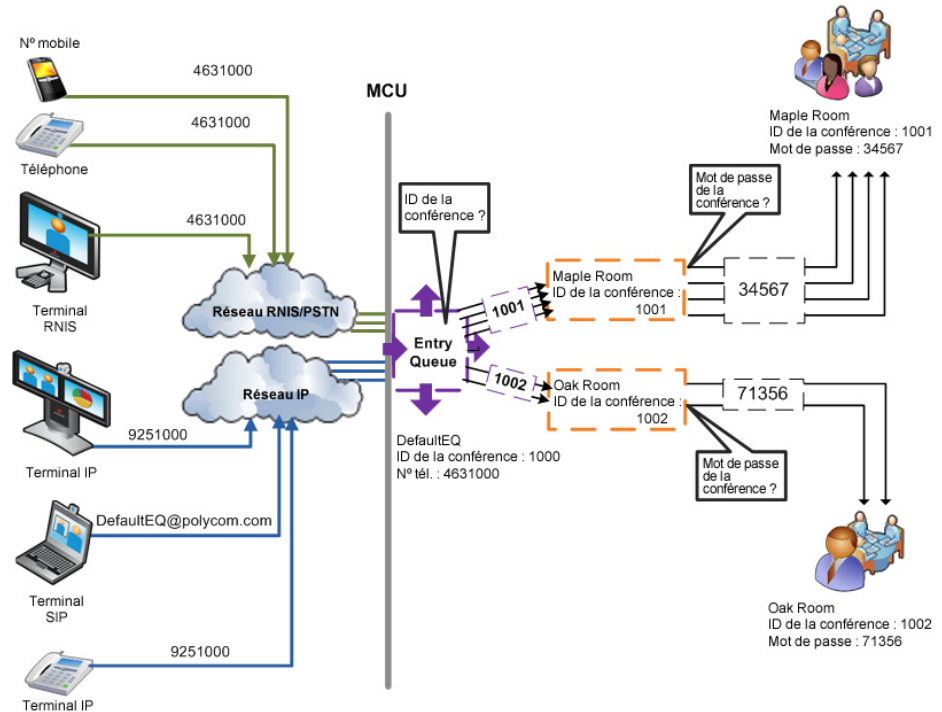 Nº mobile
4631000
4631000
Téléphone
4631000
Terminal
RNIS
Réseau RNIS/PSTN
Réseau IP
Terminal IP
9251000
DefaultEQ@polycom.com
Terminal
SIP
9251000
Terminal IP
MCU
ID de la
conférence ?
Entry
Queue
DefaultEQ
ID de la conférence : 1000
Nº tél. : 4631000
1001
1002
Maple Room
ID de la conférence :
1001
Oak Room
ID de la conférence :
1002
Mot de passe
de la
conférence ?
34567
71356
Mot de passe
de la
conférence ?
Maple Room
ID de la conférence : 1001
Mot de passe : 34567
Oak Room
ID de la conférence : 1002
Mot de passe : 71356